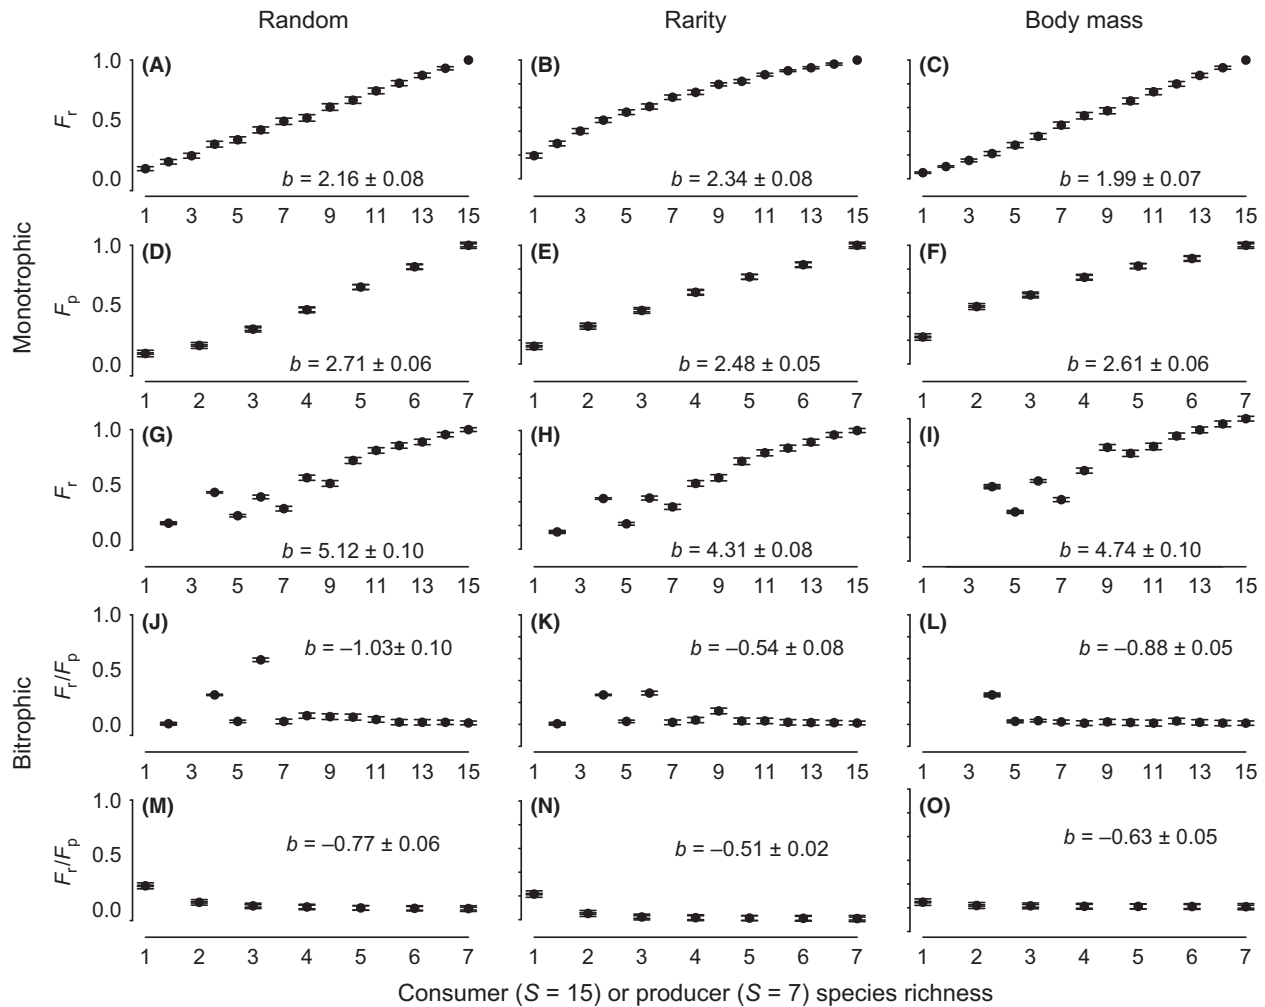 Random Rarity Body mass
Monotrophic
Bitrophic
1.0 (A) (B) (C)
F_r 0.5
0.0 b = 2.16 ± 0.08 b = 2.34 ± 0.08 b = 1.99 ± 0.07
1 3 5 7 9 11 13 15 1 3 5 7 9 11 13 15 1 3 5 7 9 11 13 15
1.0 (D) (E) (F)
F_p 0.5
0.0 b = 2.71 ± 0.06 b = 2.48 ± 0.05 b = 2.61 ± 0.06
1 2 3 4 5 6 7 1 2 3 4 5 6 7 1 2 3 4 5 6 7
1.0 (G) (H) (I)
F_r 0.5
0.0 b = 5.12 ± 0.10 b = 4.31 ± 0.08 b = 4.74 ± 0.10
1 3 5 7 9 11 13 15 1 3 5 7 9 11 13 15 1 3 5 7 9 11 13 15
1.0 (J) (K) (L)
b = –1.03± 0.10 b = –0.54 ± 0.08 b = –0.88 ± 0.05
F_r/F_p 0.5
0.0
1 3 5 7 9 11 13 15 1 3 5 7 9 11 13 15 1 3 5 7 9 11 13 15
1.0 (M) (N) (O)
b = –0.77 ± 0.06 b = –0.51 ± 0.02 b = –0.63 ± 0.05
F_r/F_p 0.5
0.0
1 2 3 4 5 6 7 1 2 3 4 5 6 7 1 2 3 4 5 6 7
Consumer (S = 15) or producer (S = 7) species richness